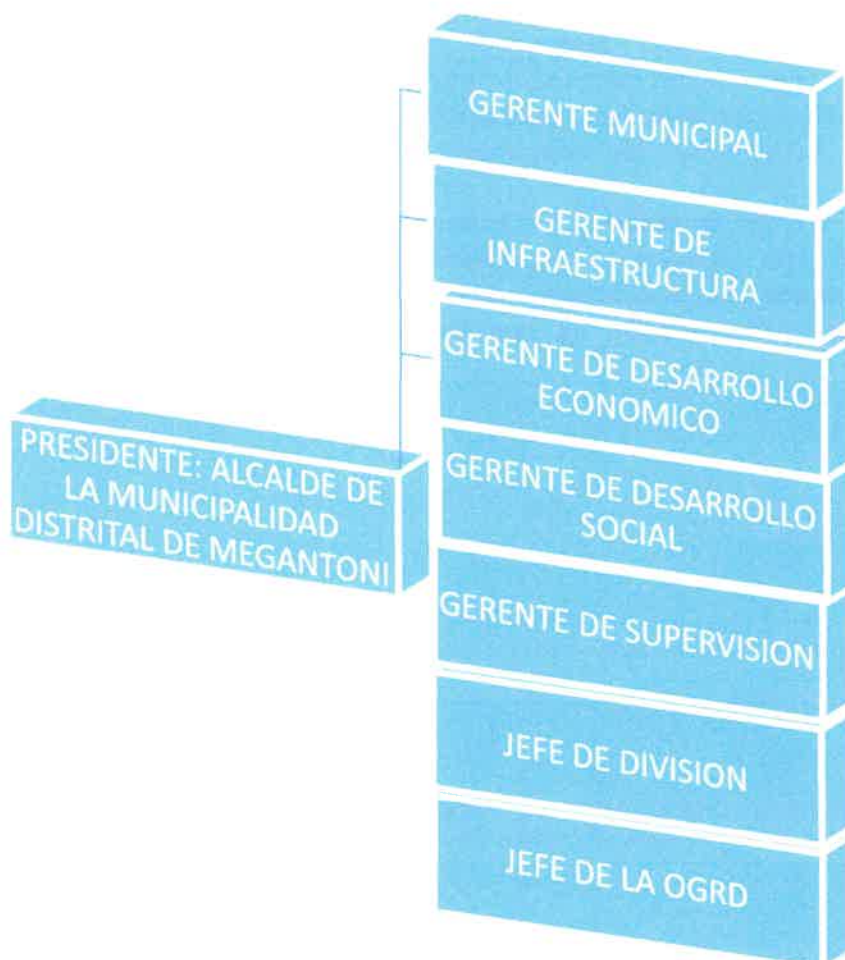 GERENTE MUNICIPAL
GERENTE DE
INFRAESTRUCTURA
GERENTE DE DESARROLLO
ECONOMICO
PRESIDENTE: ALCALDE DE
LA MUNICIPALIDAD
DISTRITAL DE MEGANTONI
GERENTE DE DESARROLLO
SOCIAL
GERENTE DE SUPERVISION
JEFE DE DIVISION
JEFE DE LA OGRD